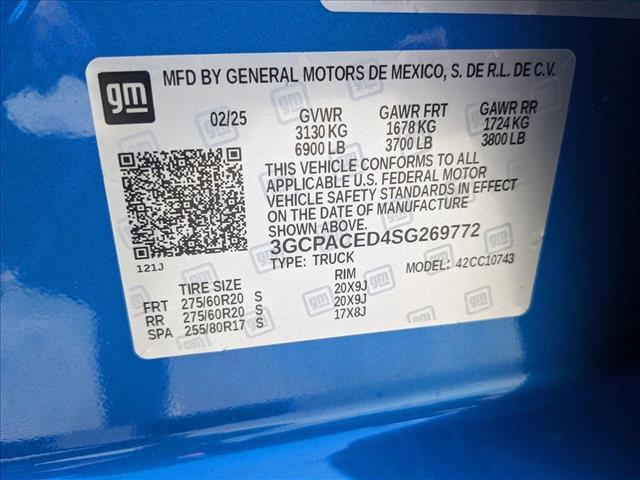 gm
MFD BY GENERAL MOTORS DE MEXICO, S. DE R.L. DE C.V.
02/25 GVWR GAWR FRT GAWR RR
3130 KG 1678 KG 1724 KG
6900 LB 3700 LB 3800 LB
THIS VEHICLE CONFORMS TO ALL
APPLICABLE U.S. FEDERAL MOTOR
VEHICLE SAFETY STANDARDS IN EFFECT
ON THE DATE OF MANUFACTURE
SHOWN ABOVE.
3GCPACED4SG269772
121J TYPE: TRUCK MODEL: 42CC10743
TIRE SIZE RIM
FRT 275/60R20 S 20X9J
RR 275/60R20 S 20X9J
SPA 255/80R17 S 17X8J